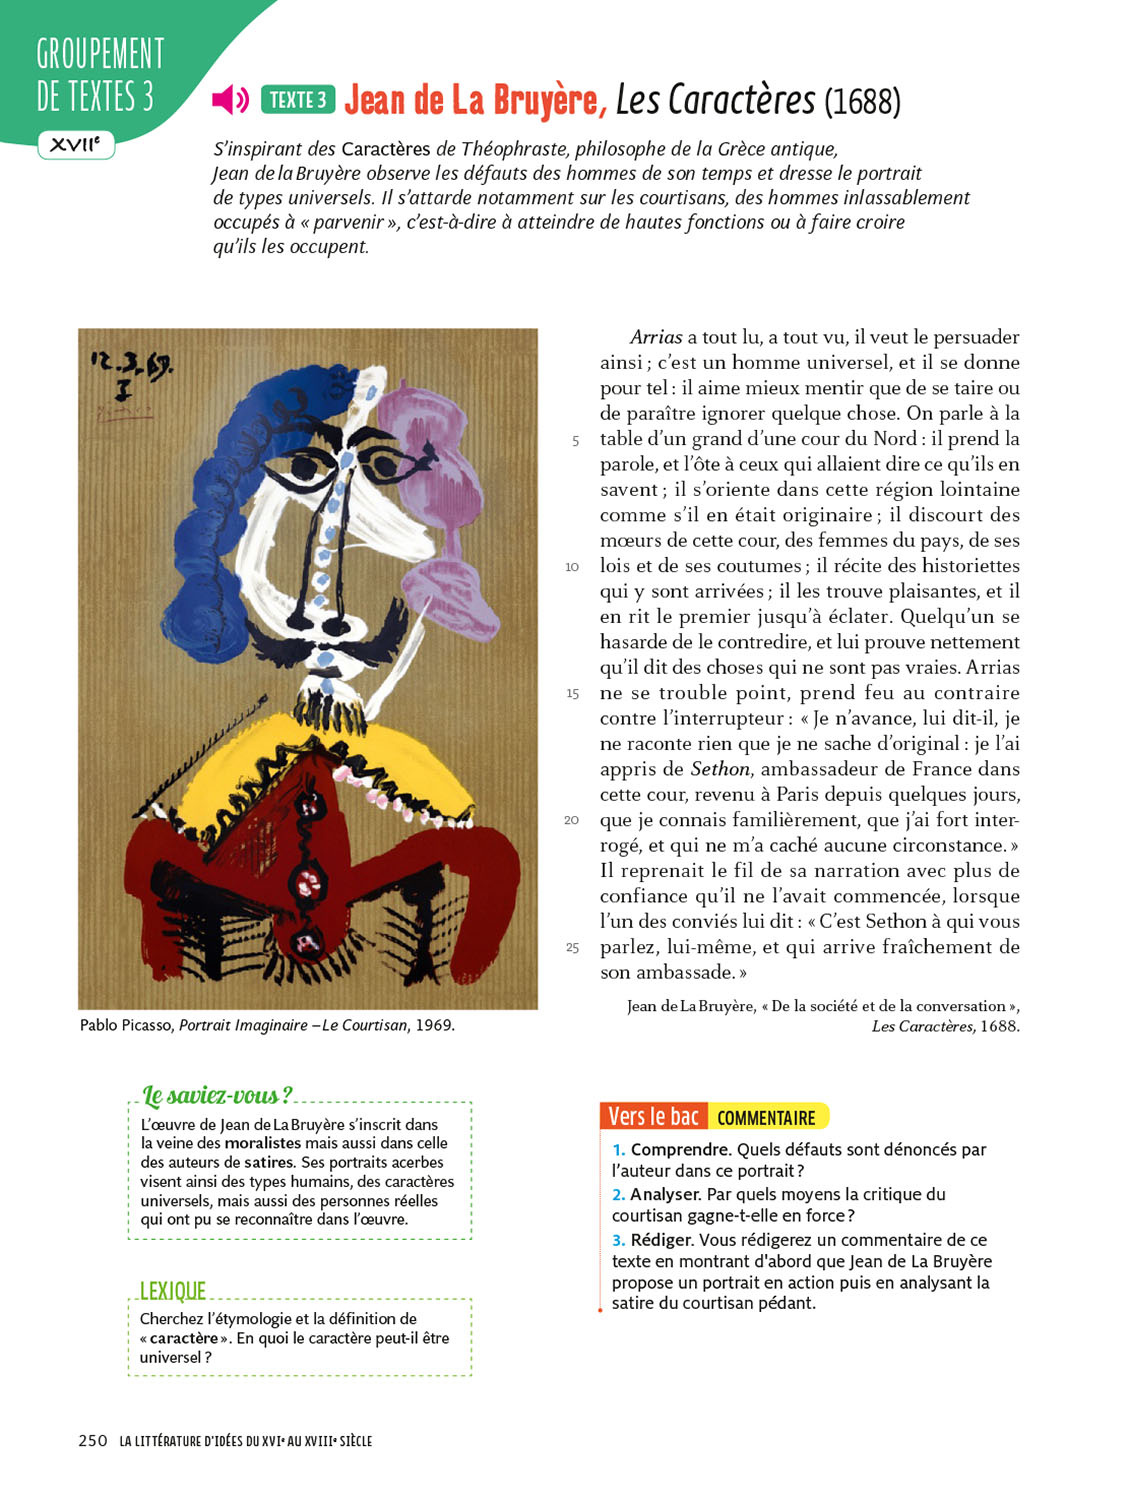 GROUPEMENT
DE TEXTES 3
XVIIe
TEXTE 3 Jean de La Bruyère, Les Caractères (1688)
S’inspirant des Caractères de Théophraste, philosophe de la Grèce antique,
Jean de La Bruyère observe les défauts des hommes de son temps et dresse le portrait
de types universels. Il s’attarde notamment sur les courtisans, des hommes inlassablement
occupés à « parvenir », c’est-à-dire à atteindre de hautes fonctions ou à faire croire
qu’ils les occupent.
12.3.69.
I
Pablo Picasso, Portrait Imaginaire – Le Courtisan, 1969.
Arrias a tout lu, a tout vu, il veut le persuader
ainsi ; c’est un homme universel, et il se donne
pour tel : il aime mieux mentir que de se taire ou
de paraître ignorer quelque chose. On parle à la
5 table d’un grand d’une cour du Nord : il prend la
parole, et l’ôte à ceux qui allaient dire ce qu’ils en
savent ; il s’oriente dans cette région lointaine
comme s’il en était originaire ; il discourt des
mœurs de cette cour, des femmes du pays, de ses
10 lois et de ses coutumes ; il récite des historiettes
qui y sont arrivées ; il les trouve plaisantes, et il
en rit le premier jusqu’à éclater. Quelqu’un se
hasarde de le contredire, et lui prouve nettement
qu’il dit des choses qui ne sont pas vraies. Arrias
15 ne se trouble point, prend feu au contraire
contre l’interrupteur : « Je n’avance, lui dit-il, je
ne raconte rien que je ne sache d’original : je l’ai
appris de Sethon, ambassadeur de France dans
cette cour, revenu à Paris depuis quelques jours,
20 que je connais familièrement, que j’ai fort inter-
rogé, et qui ne m’a caché aucune circonstance. »
Il reprenait le fil de sa narration avec plus de
confiance qu’il ne l’avait commencée, lorsque
l’un des conviés lui dit : « C’est Sethon à qui vous
25 parlez, lui-même, et qui arrive fraîchement de
son ambassade. »
Jean de La Bruyère, « De la société et de la conversation »,
Les Caractères, 1688.
Le saviez-vous ?
L’œuvre de Jean de La Bruyère s’inscrit dans
la veine des moralistes mais aussi dans celle
des auteurs de satires. Ses portraits acerbes
visent ainsi des types humains, des caractères
universels, mais aussi des personnes réelles
qui ont pu se reconnaître dans l’œuvre.
LEXIQUE
Cherchez l’étymologie et la définition de
« caractère ». En quoi le caractère peut-il être
universel ?
Vers le bac COMMENTAIRE
1. Comprendre. Quels défauts sont dénoncés par
l’auteur dans ce portrait ?
2. Analyser. Par quels moyens la critique du
courtisan gagne-t-elle en force ?
3. Rédiger. Vous rédigerez un commentaire de ce
texte en montrant d'abord que Jean de La Bruyère
propose un portrait en action puis en analysant la
satire du courtisan pédant.
250 LA LITTÉRATURE D’IDÉES DU XVIe AU XVIIIe SIÈCLE